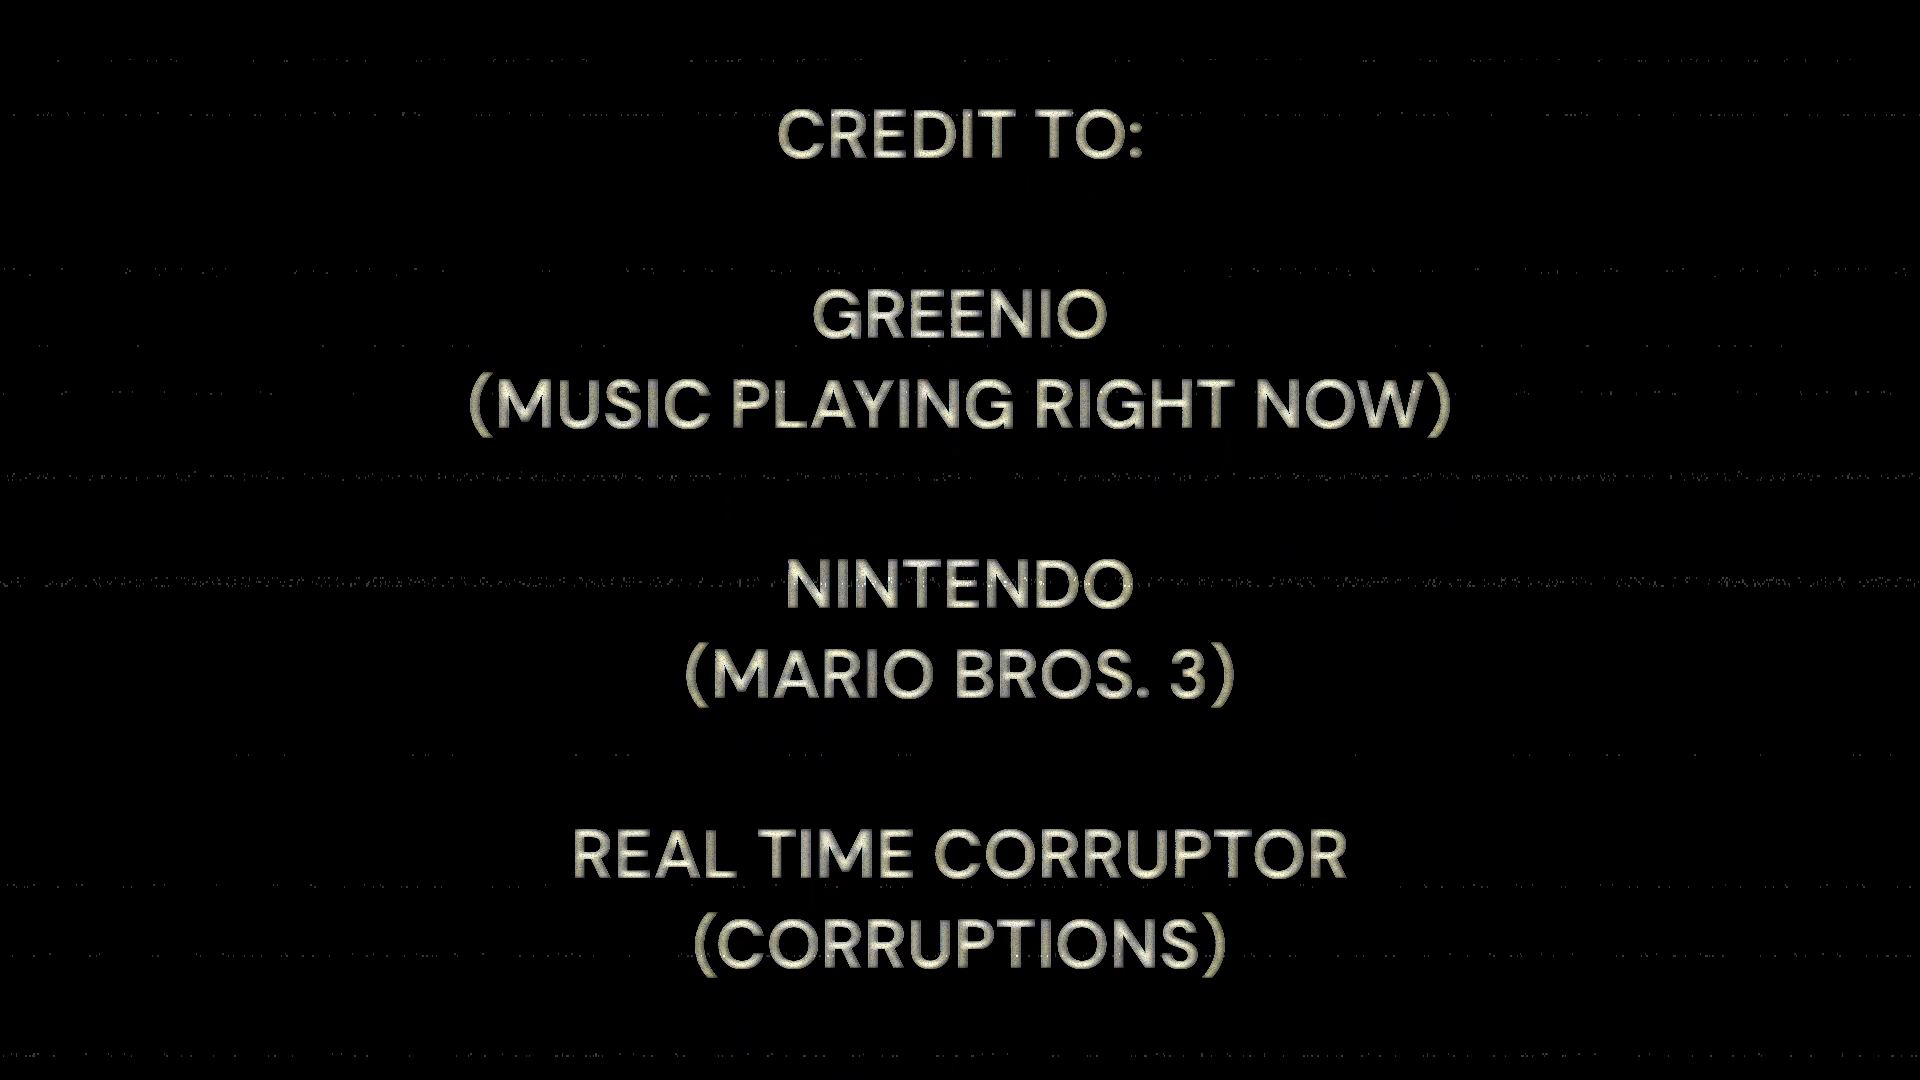 CREDIT TO:
GREENIO
(MUSIC PLAYING RIGHT NOW)
NINTENDO
(MARIO BROS. 3)
REAL TIME CORRUPTOR
(CORRUPTIONS)